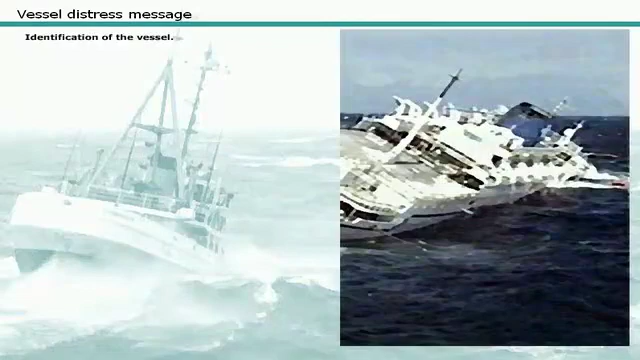 Vessel distress message
Identification of the vessel.